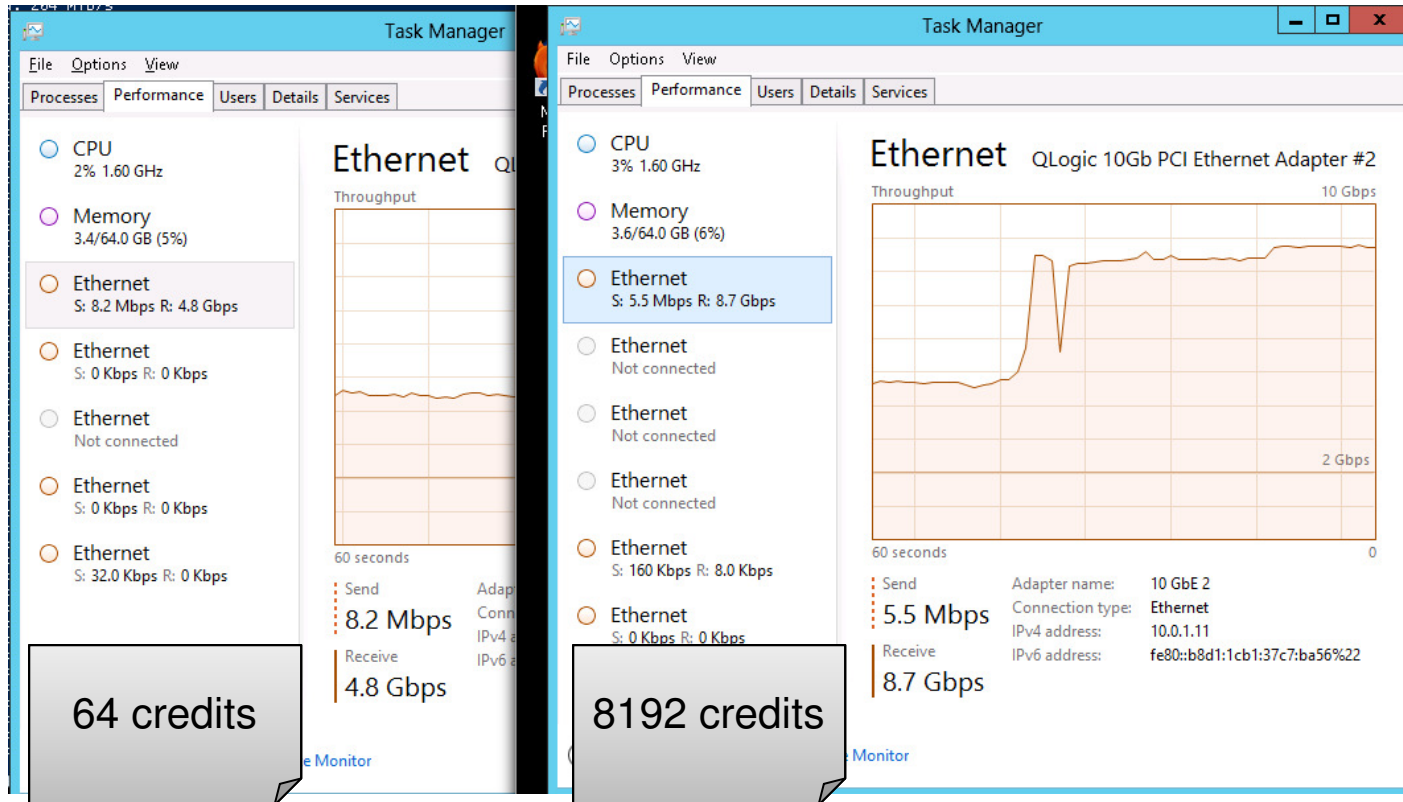 : 264 MTD/s
Task Manager
File Options View
Processes Performance Users Details Services
CPU
2% 1.60 GHz
Memory
3.4/64.0 GB (5%)
Ethernet
S: 8.2 Mbps R: 4.8 Gbps
Ethernet
S: 0 Kbps R: 0 Kbps
Ethernet
Not connected
Ethernet
S: 0 Kbps R: 0 Kbps
Ethernet
S: 32.0 Kbps R: 0 Kbps
Ethernet
Throughput
60 seconds
Send
8.2 Mbps
Receive
4.8 Gbps
Adap
Conn
IPv4 a
IPv6 a
64 credits
e Monitor
Task Manager
File Options View
Processes Performance Users Details Services
CPU
3% 1.60 GHz
Memory
3.6/64.0 GB (6%)
Ethernet
S: 5.5 Mbps R: 8.7 Gbps
Ethernet
Not connected
Ethernet
Not connected
Ethernet
Not connected
Ethernet
S: 160 Kbps R: 8.0 Kbps
Ethernet
S: 0 Kbps R: 0 Kbps
Ethernet QLogic 10Gb PCI Ethernet Adapter #2
Throughput 10 Gbps
2 Gbps
60 seconds 0
Send
5.5 Mbps
Receive
8.7 Gbps
Adapter name: 10 GbE 2
Connection type: Ethernet
IPv4 address: 10.0.1.11
IPv6 address: fe80::b8d1:1cb1:37c7:ba56%22
8192 credits
e Monitor